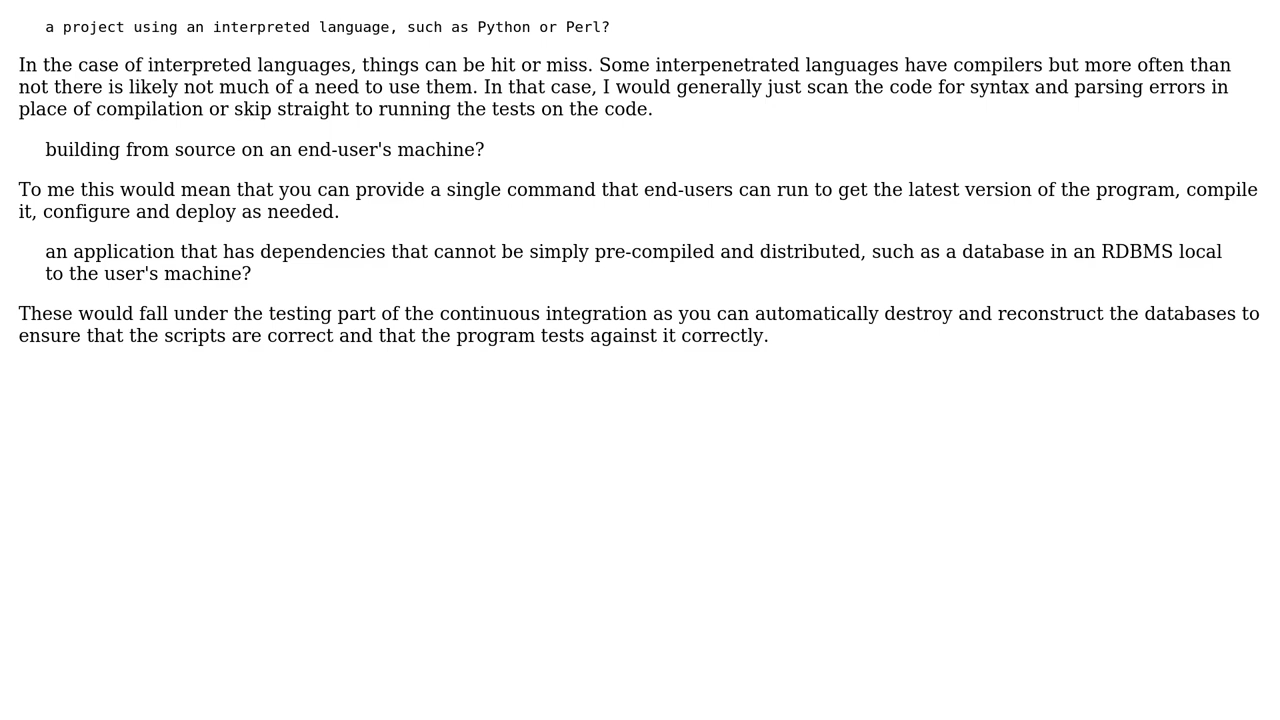 a project using an interpreted language, such as Python or Perl?
In the case of interpreted languages, things can be hit or miss. Some interpenetrated languages have compilers but more often than
not there is likely not much of a need to use them. In that case, I would generally just scan the code for syntax and parsing errors in
place of compilation or skip straight to running the tests on the code.
building from source on an end-user's machine?
To me this would mean that you can provide a single command that end-users can run to get the latest version of the program, compile
it, configure and deploy as needed.
an application that has dependencies that cannot be simply pre-compiled and distributed, such as a database in an RDBMS local
to the user's machine?
These would fall under the testing part of the continuous integration as you can automatically destroy and reconstruct the databases to
ensure that the scripts are correct and that the program tests against it correctly.